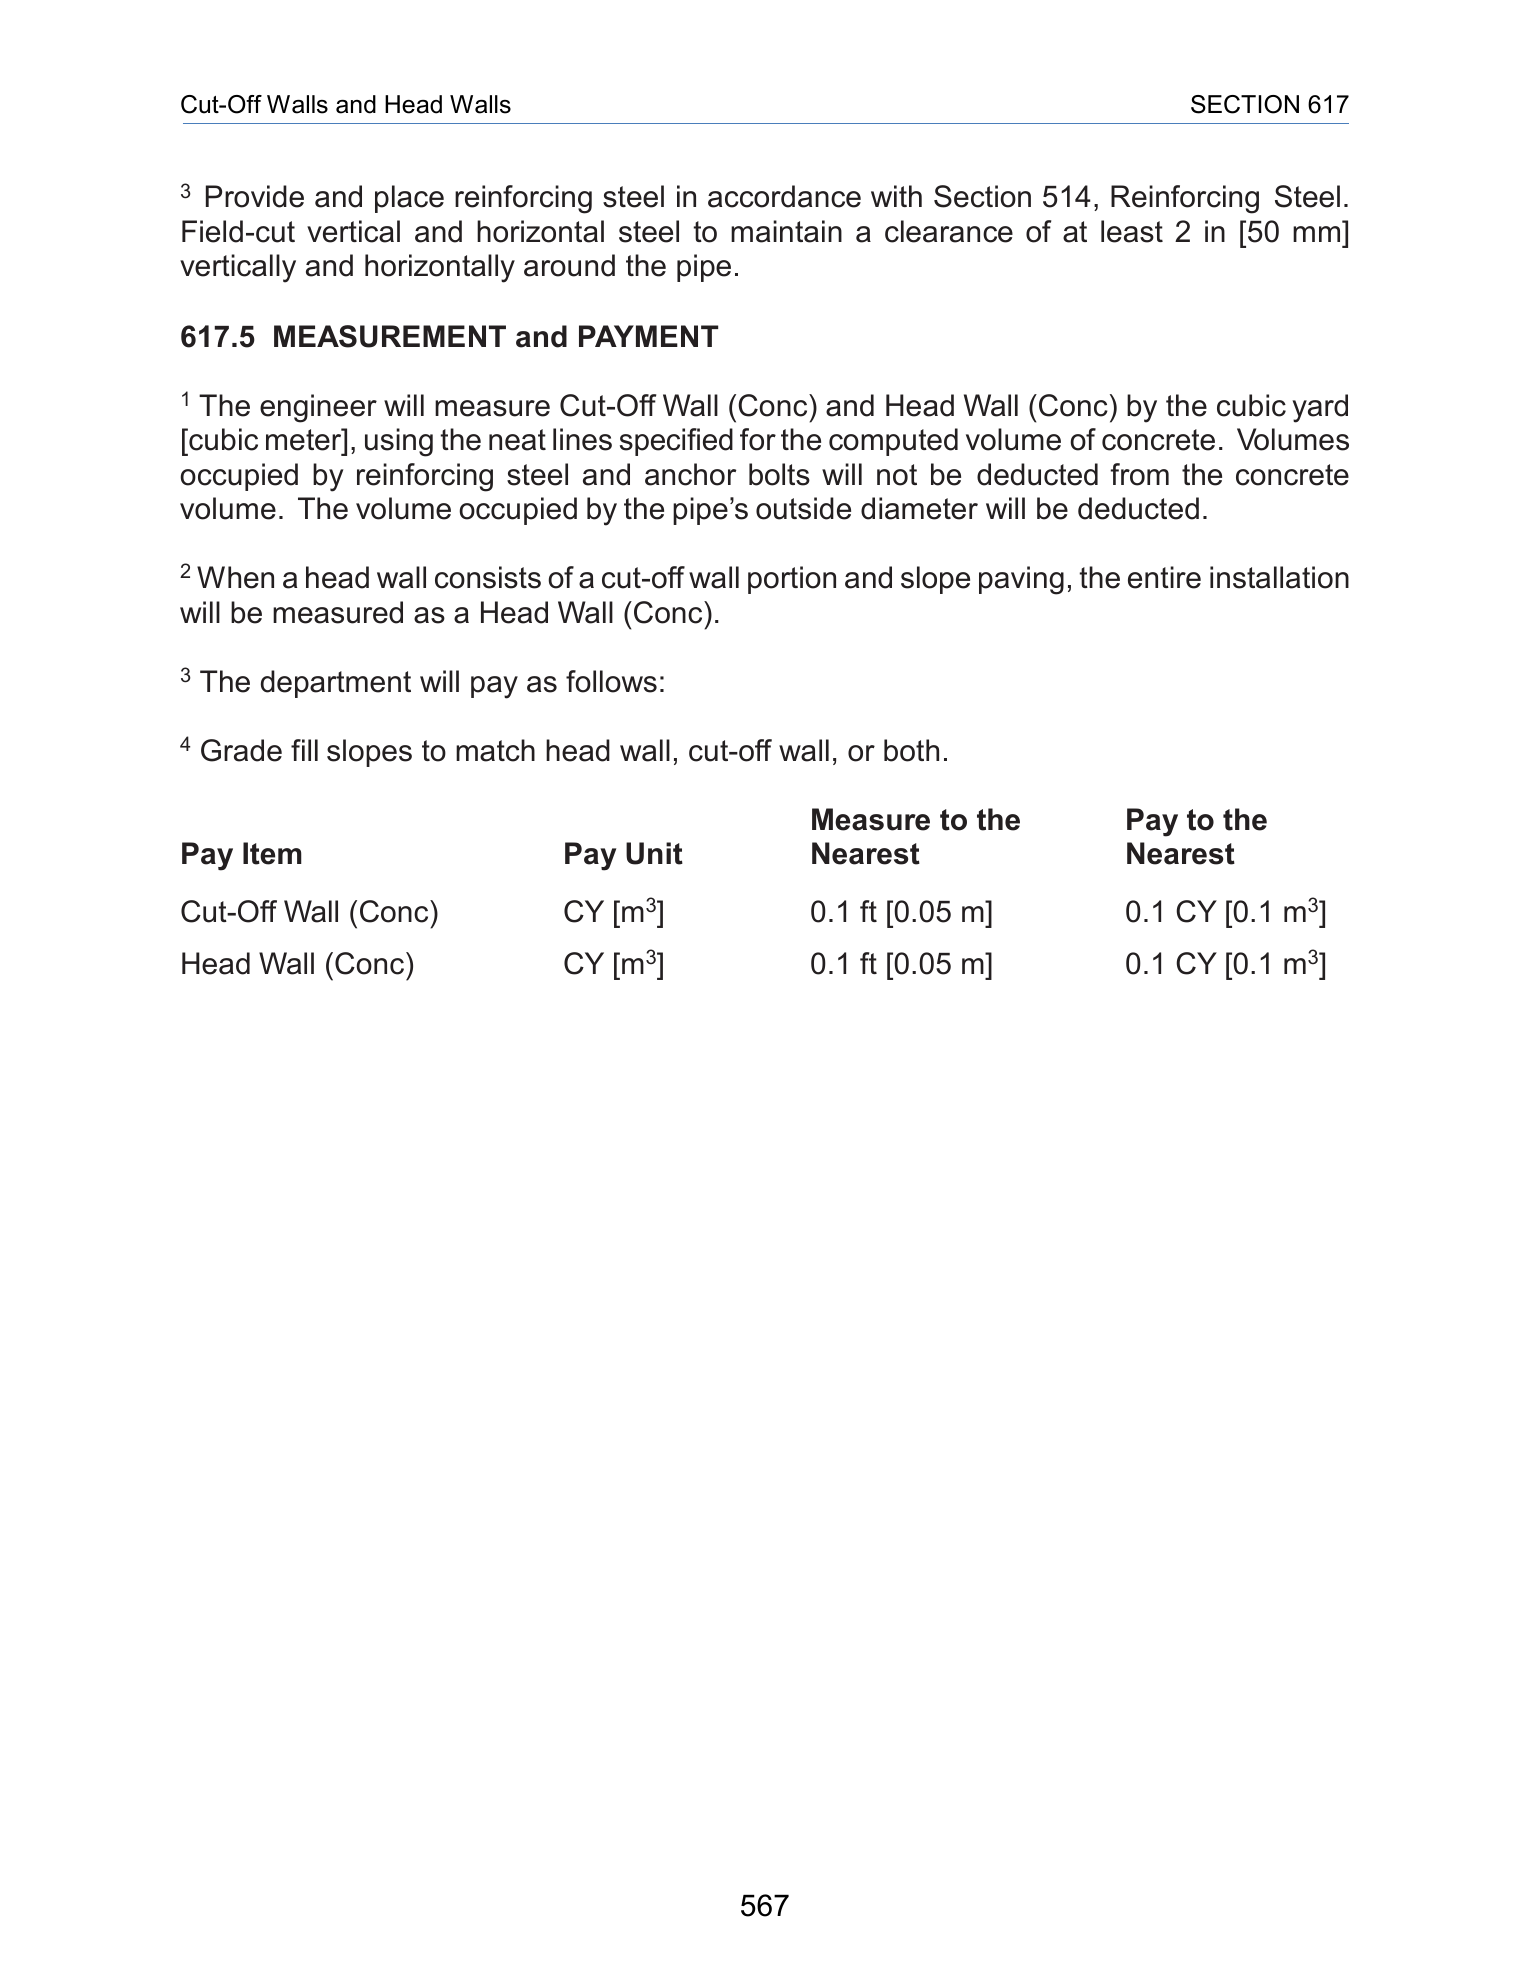 Cut-Off Walls and Head Walls SECTION 617
³ Provide and place reinforcing steel in accordance with Section 514, Reinforcing Steel.
Field-cut vertical and horizontal steel to maintain a clearance of at least 2 in [50 mm]
vertically and horizontally around the pipe.
617.5 MEASUREMENT and PAYMENT
¹ The engineer will measure Cut-Off Wall (Conc) and Head Wall (Conc) by the cubic yard
[cubic meter], using the neat lines specified for the computed volume of concrete. Volumes
occupied by reinforcing steel and anchor bolts will not be deducted from the concrete
volume. The volume occupied by the pipe’s outside diameter will be deducted.
² When a head wall consists of a cut-off wall portion and slope paving, the entire installation
will be measured as a Head Wall (Conc).
³ The department will pay as follows:
⁴ Grade fill slopes to match head wall, cut-off wall, or both.
Measure to the Pay to the
Pay Item Pay Unit Nearest Nearest
Cut-Off Wall (Conc) CY [m³] 0.1 ft [0.05 m] 0.1 CY [0.1 m³]
Head Wall (Conc) CY [m³] 0.1 ft [0.05 m] 0.1 CY [0.1 m³]
567